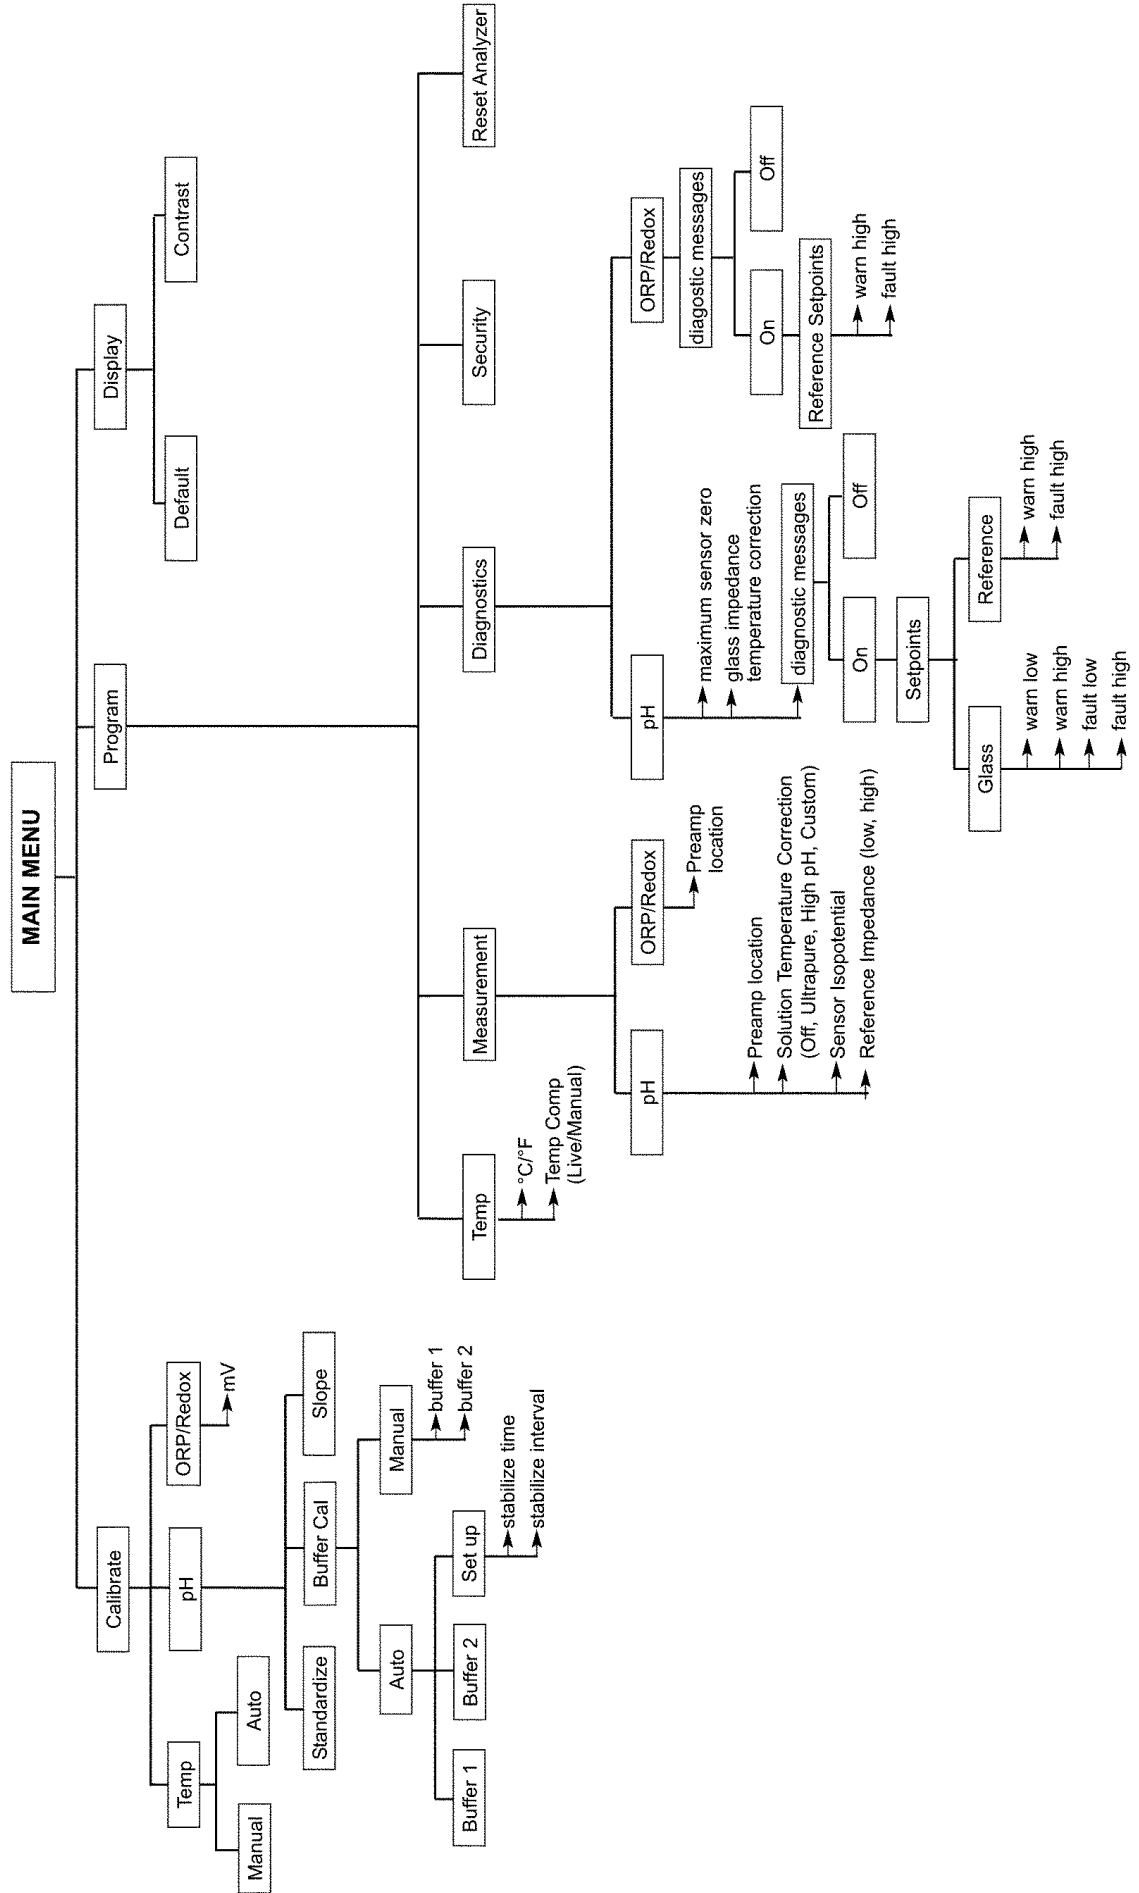 MAIN MENU
Calibrate
Program
Display
Temp
pH
ORP/Redox
mV
Default
Contrast
Manual
Auto
Standardize
Buffer Cal
Slope
Auto
Manual
buffer 1
buffer 2
Buffer 1
Buffer 2
Set up
stabilize time
stabilize interval
Temp
Measurement
Diagnostics
Security
Reset Analyzer
°C/°F
Temp Comp
(Live/Manual)
pH
ORP/Redox
Preamp
location
Preamp location
Solution Temperature Correction
(Off, Ultrapure, High pH, Custom)
Sensor Isopotential
Reference Impedance (low, high)
pH
ORP/Redox
maximum sensor zero
glass impedance
temperature correction
diagnostic messages
On
Off
Setpoints
Glass
Reference
warn low
warn high
fault low
fault high
warn high
fault high
diagostic messages
On
Off
Reference Setpoints
warn high
fault high